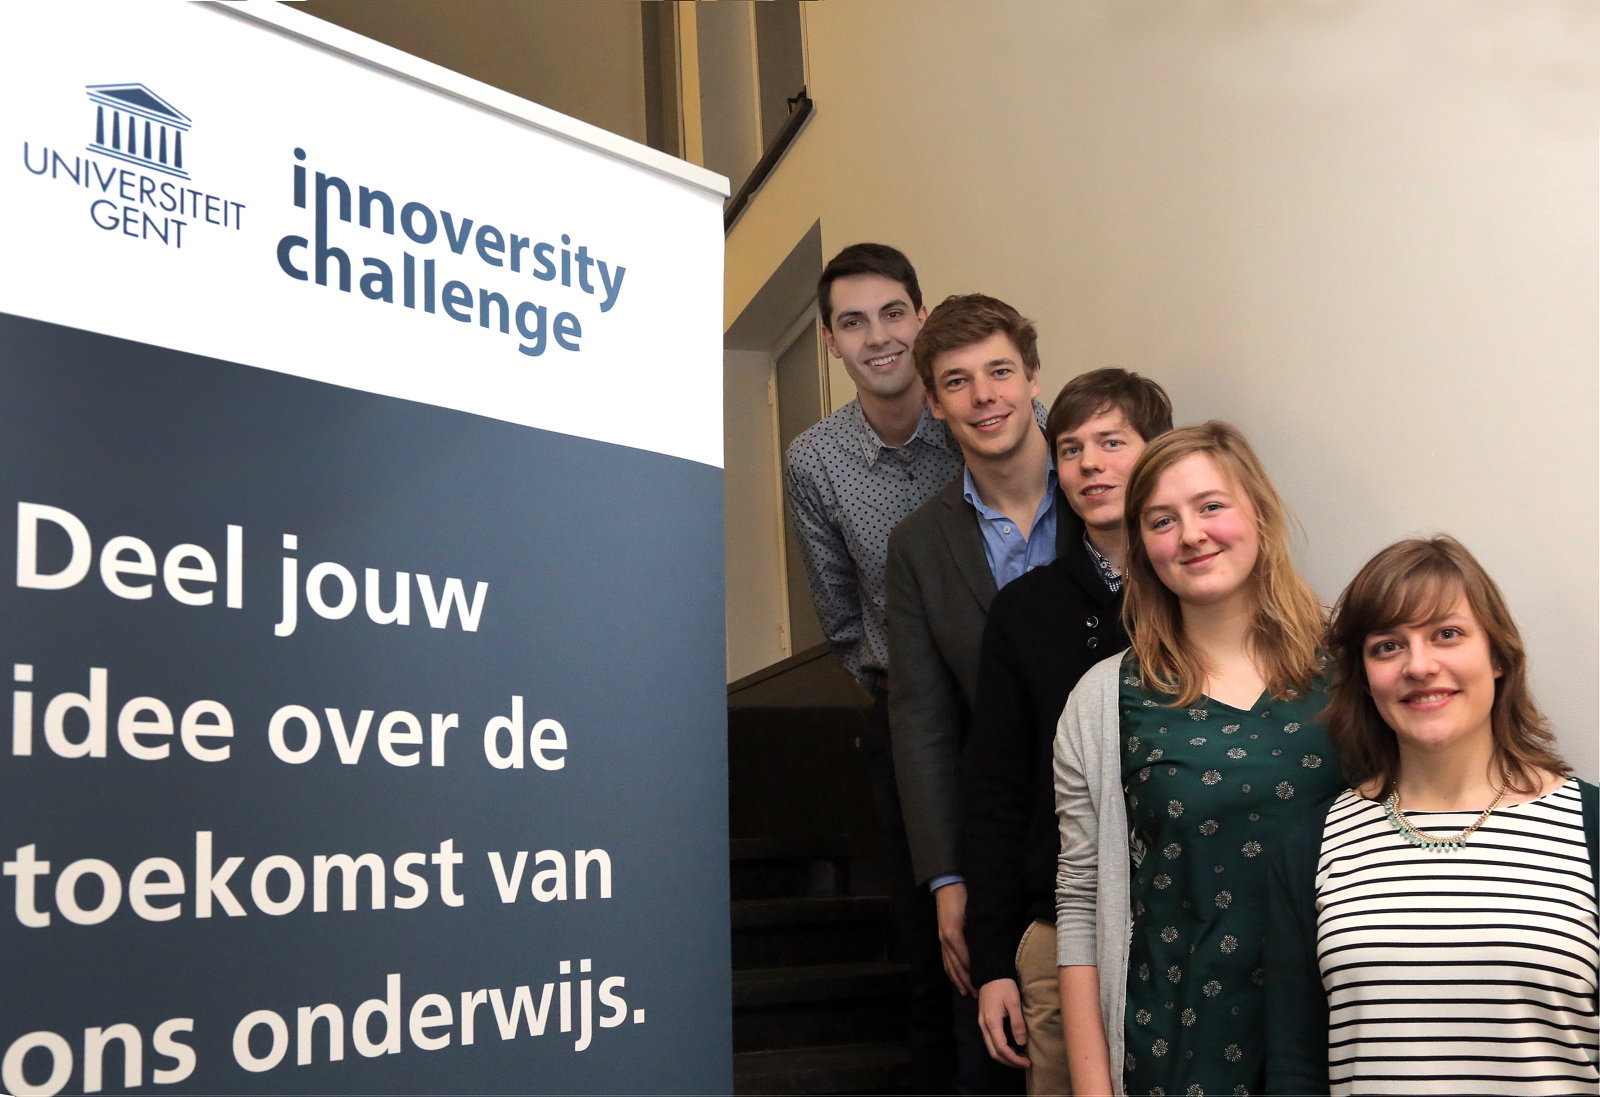 UNIVERSITEIT
GENT
innoversity
challenge
Deel jouw
idee over de
toekomst van
ons onderwijs.